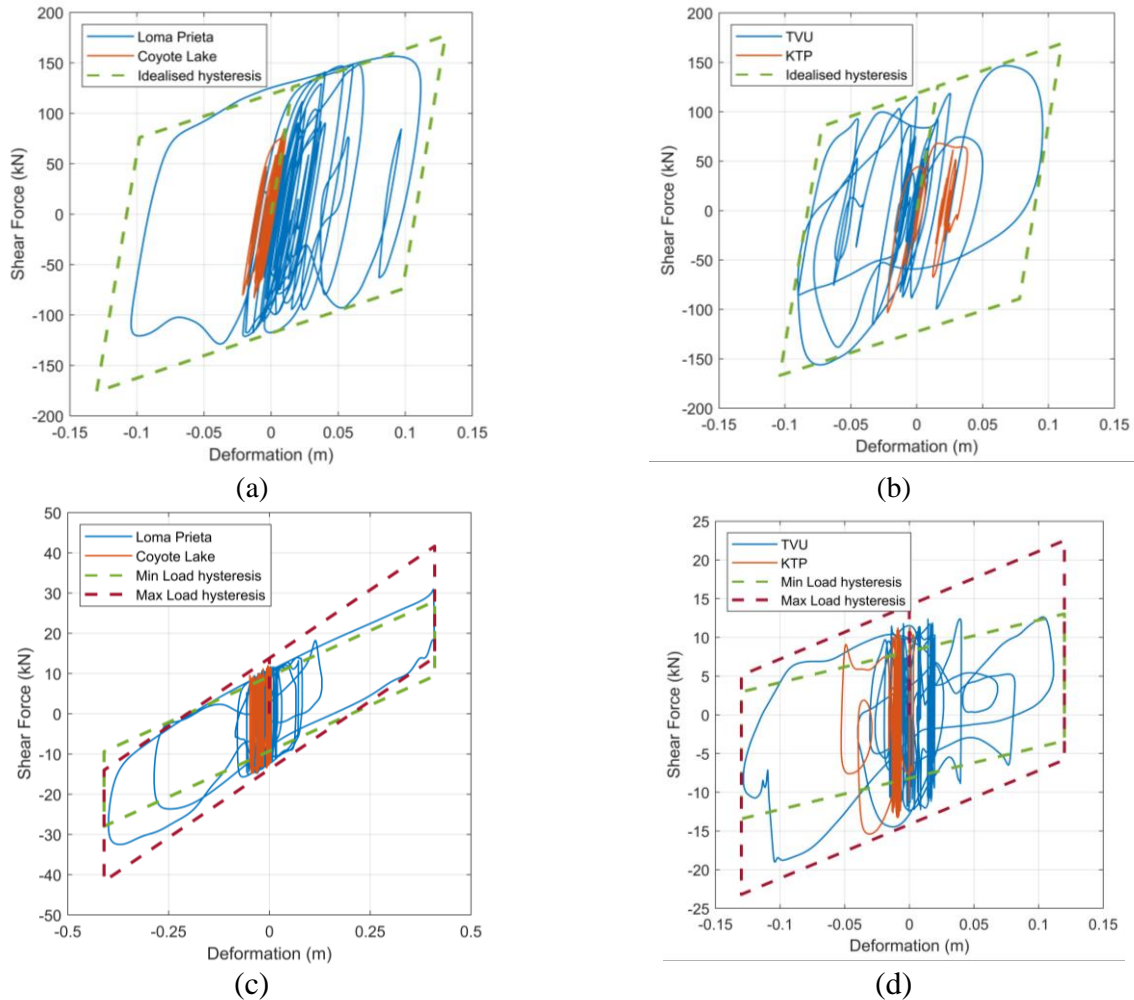 Loma Prieta
Coyote Lake
Idealised hysteresis
200
150
100
50
0
-50
-100
-150
-200
Shear Force (kN)
-0.15
-0.1
-0.05
0
0.05
0.1
0.15
Deformation (m)
(a)
TVU
KTP
Idealised hysteresis
200
150
100
50
0
-50
-100
-150
-200
Shear Force (kN)
-0.15
-0.1
-0.05
0
0.05
0.1
0.15
Deformation (m)
(b)
Loma Prieta
Coyote Lake
Min Load hysteresis
Max Load hysteresis
50
40
30
20
10
0
-10
-20
-30
-40
-50
Shear Force (kN)
-0.5
-0.25
0
0.25
0.5
Deformation (m)
(c)
TVU
KTP
Min Load hysteresis
Max Load hysteresis
25
20
15
10
5
0
-5
-10
-15
-20
-25
Shear Force (kN)
-0.15
-0.1
-0.05
0
0.05
0.1
0.15
Deformation (m)
(d)